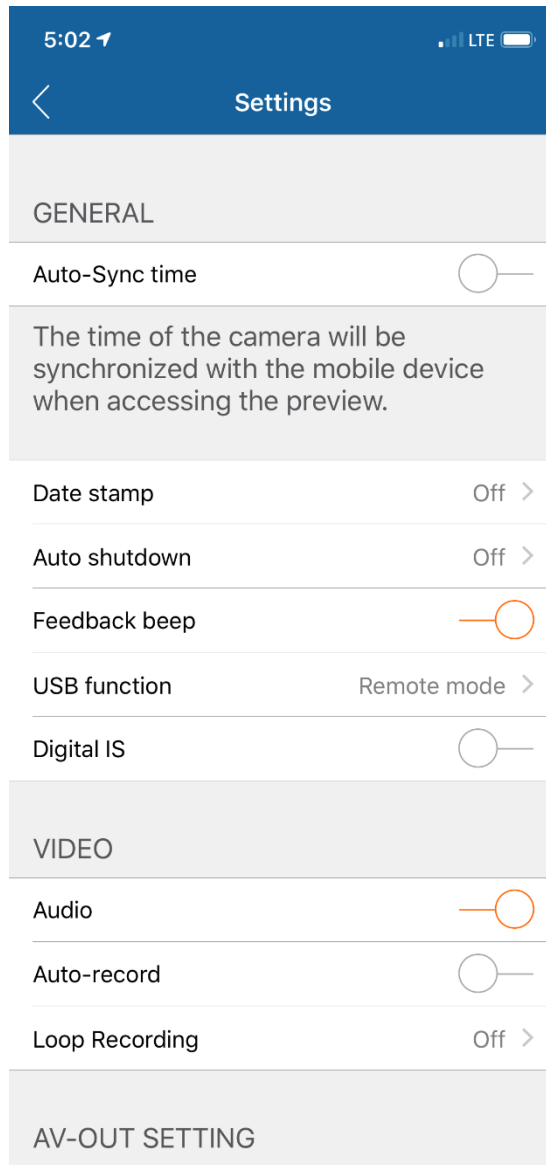 5:02
LTE
Settings
GENERAL
Auto-Sync time
The time of the camera will be
synchronized with the mobile device
when accessing the preview.
Date stamp Off
Auto shutdown Off
Feedback beep
USB function Remote mode
Digital IS
VIDEO
Audio
Auto-record
Loop Recording Off
AV-OUT SETTING